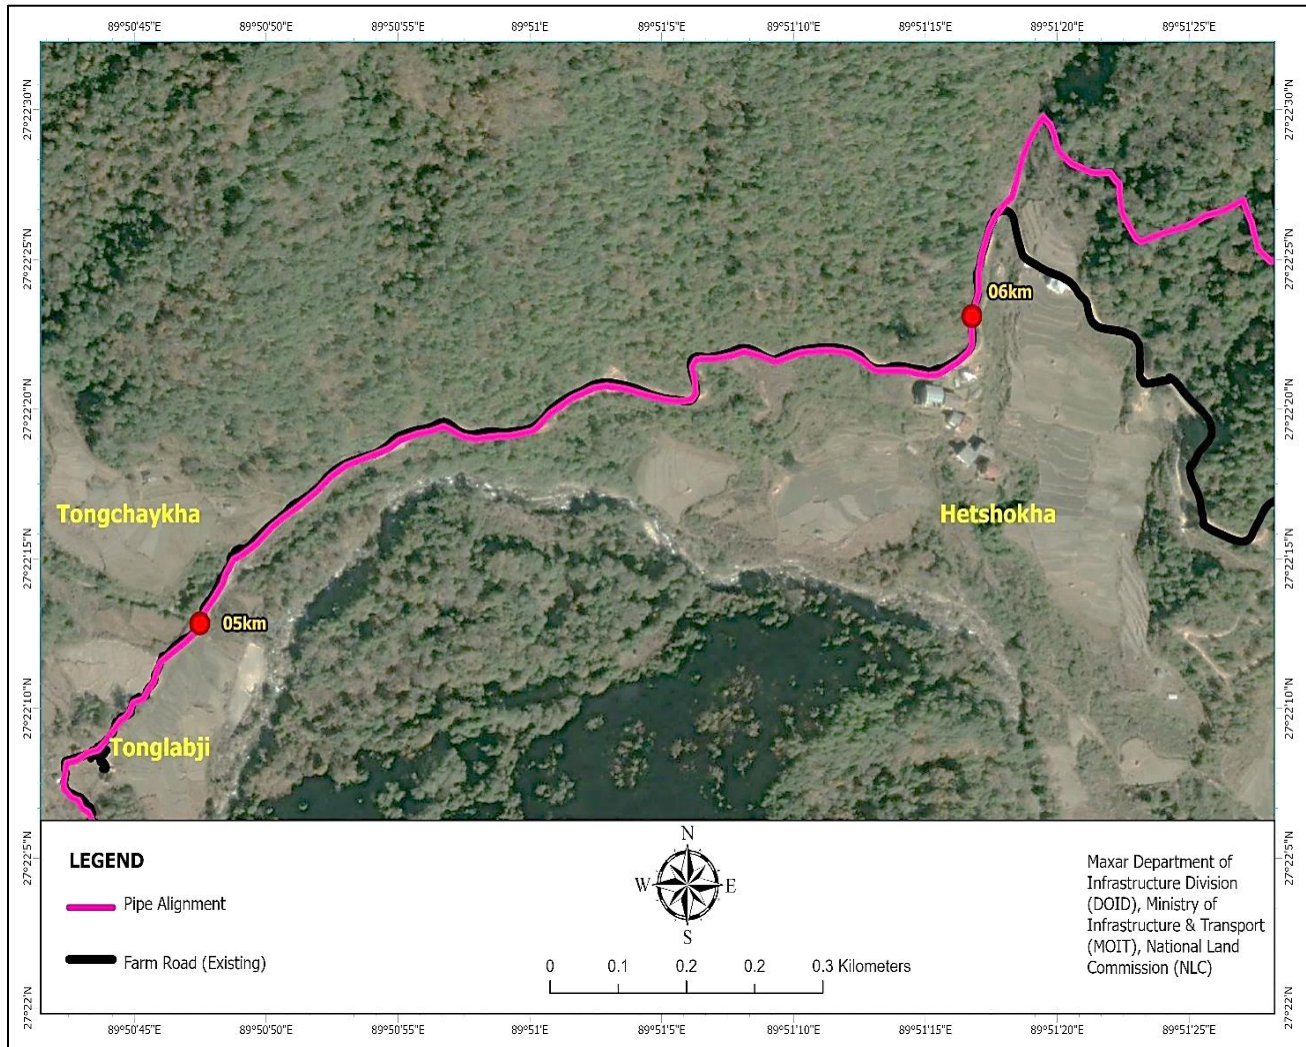 89°50'45"E 89°50'50"E 89°50'55"E 89°51'E 89°51'5"E 89°51'10"E 89°51'15"E 89°51'20"E 89°51'25"E
27°22'30"N 27°22'30"N
27°22'25"N 27°22'25"N
06km
27°22'20"N 27°22'20"N
Tongchaykha Hetshokha
27°22'15"N 27°22'15"N
05km
27°22'10"N 27°22'10"N
Tonglabji
27°22'5"N 27°22'5"N
LEGEND
Pipe Alignment
Farm Road (Existing)
N
W E
S
0 0.1 0.2 0.2 0.3 Kilometers
Maxar Department of
Infrastructure Division
(DOID), Ministry of
Infrastructure & Transport
(MOIT), National Land
Commission (NLC)
27°22'N 27°22'N
89°50'45"E 89°50'50"E 89°50'55"E 89°51'E 89°51'5"E 89°51'10"E 89°51'15"E 89°51'20"E 89°51'25"E